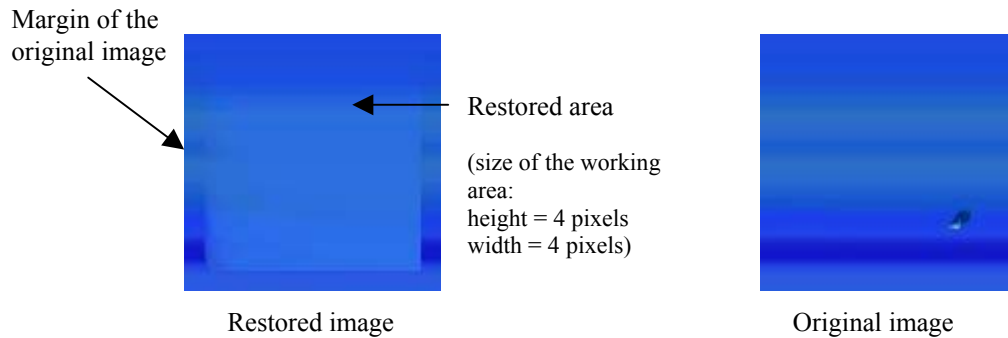 Margin of the
original image
Restored area
(size of the working
area:
height = 4 pixels
width = 4 pixels)
Restored image
Original image